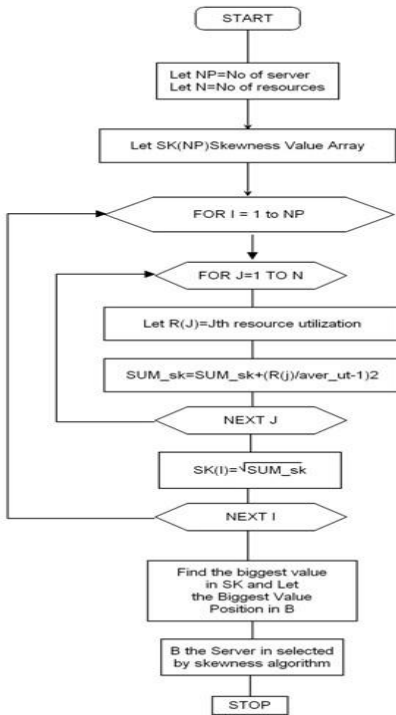 START
Let NP=No of server
Let N=No of resources
Let SK(NP)Skewness Value Array
FOR I = 1 to NP
FOR J=1 TO N
Let R(J)=Jth resource utilization
SUM_sk=SUM_sk+(R(j)/aver_ut-1)2
NEXT J
SK(I)=√SUM_sk
NEXT I
Find the biggest value
in SK and Let
the Biggest Value
Position in B
B the Server in selected
by skewness algorithm
STOP